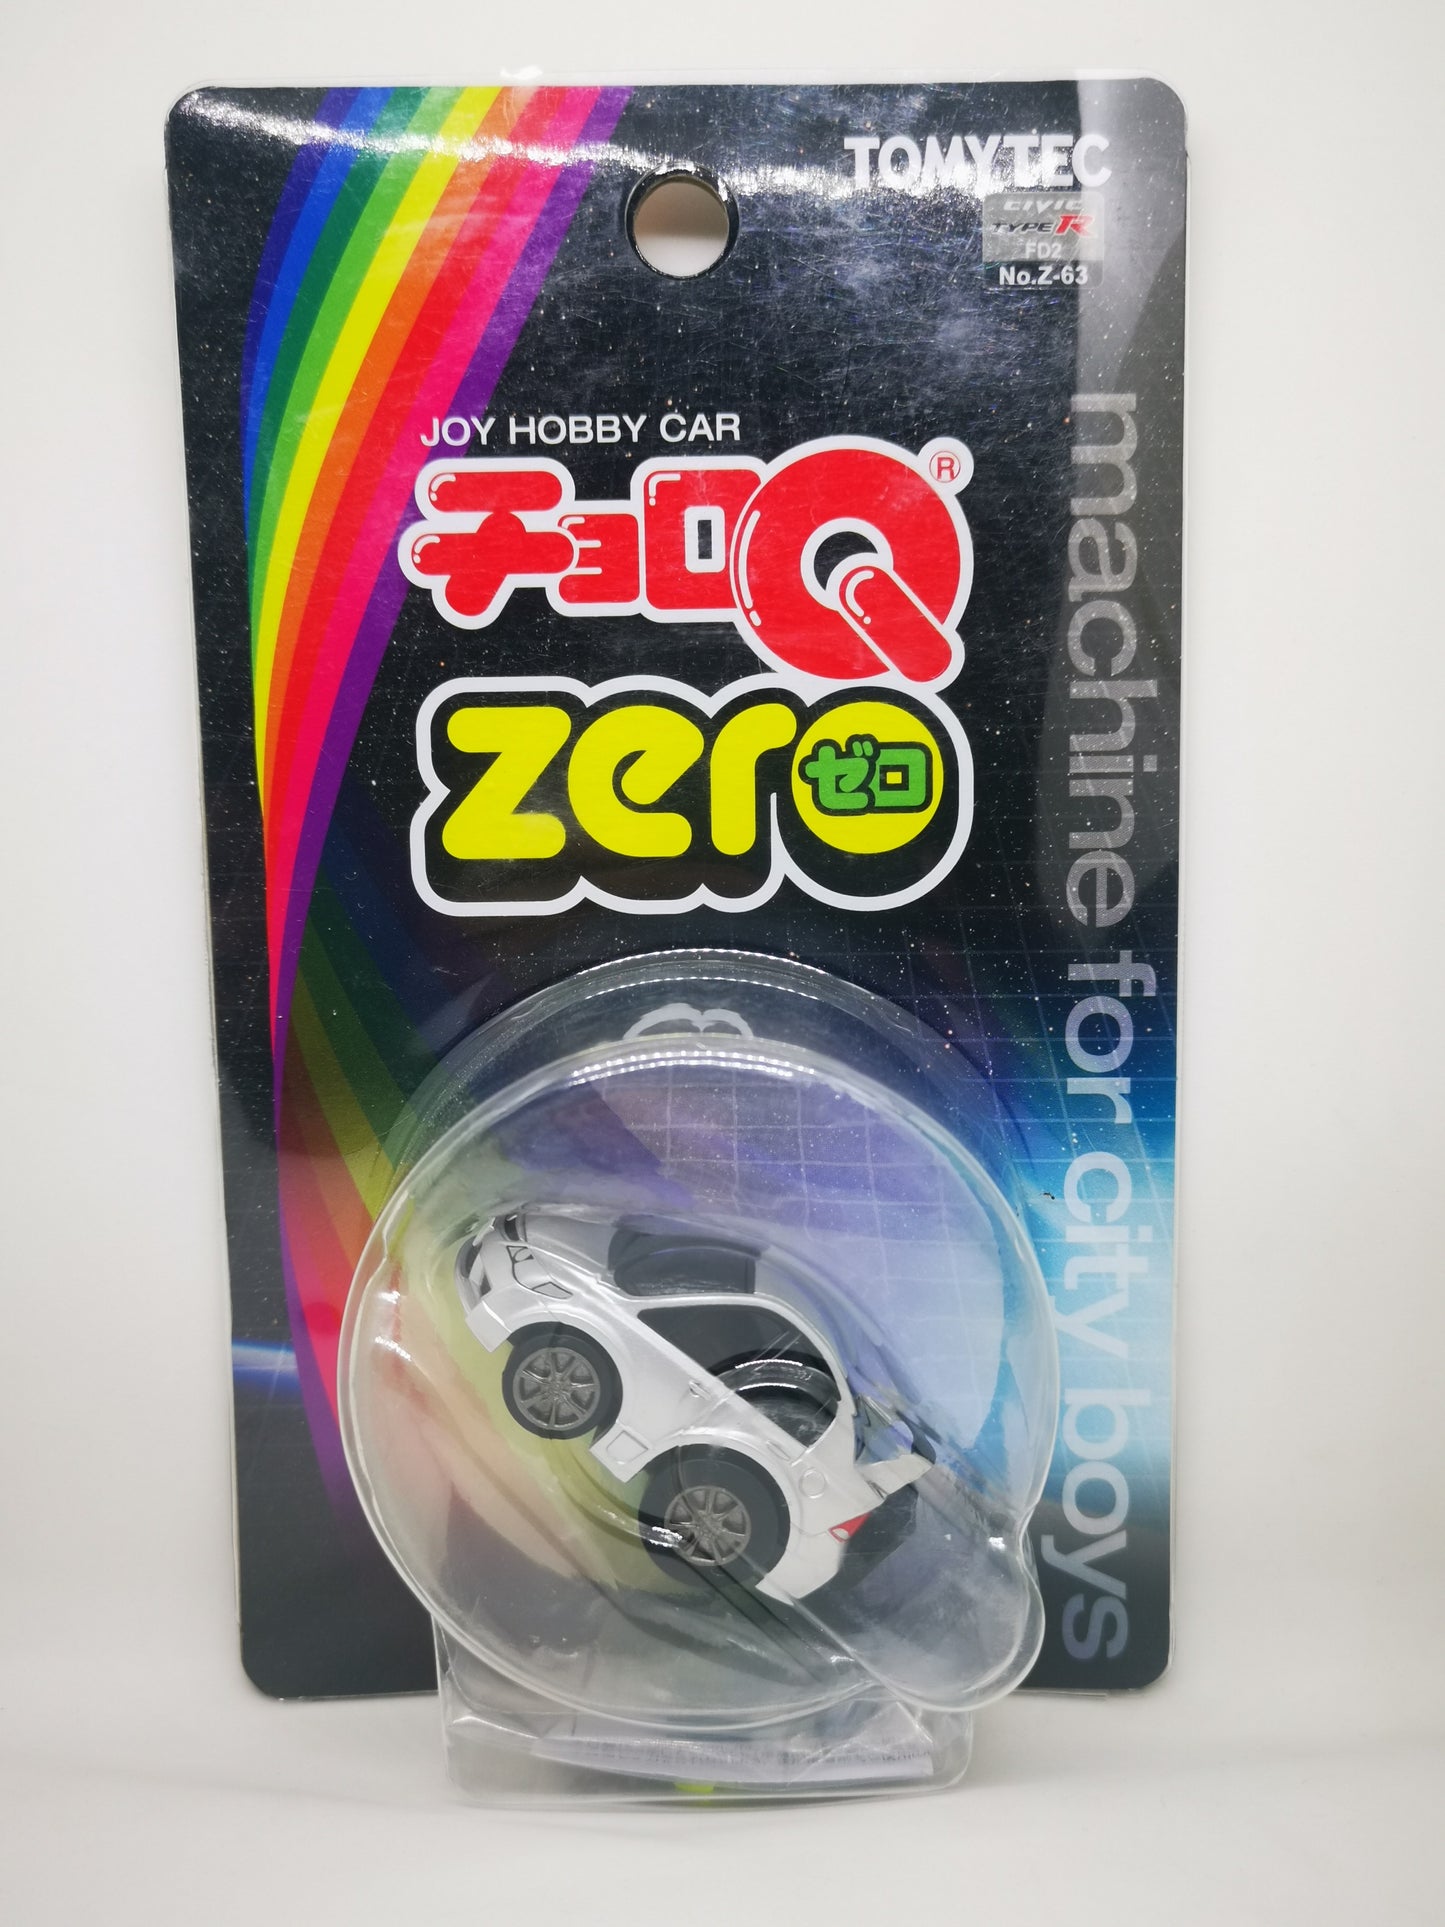 TOMYTEC
CIVIC
TYPE R
FD2
No.Z-63
JOY HOBBY CAR
チョロQ®
zero
ゼロ
machine for city boys